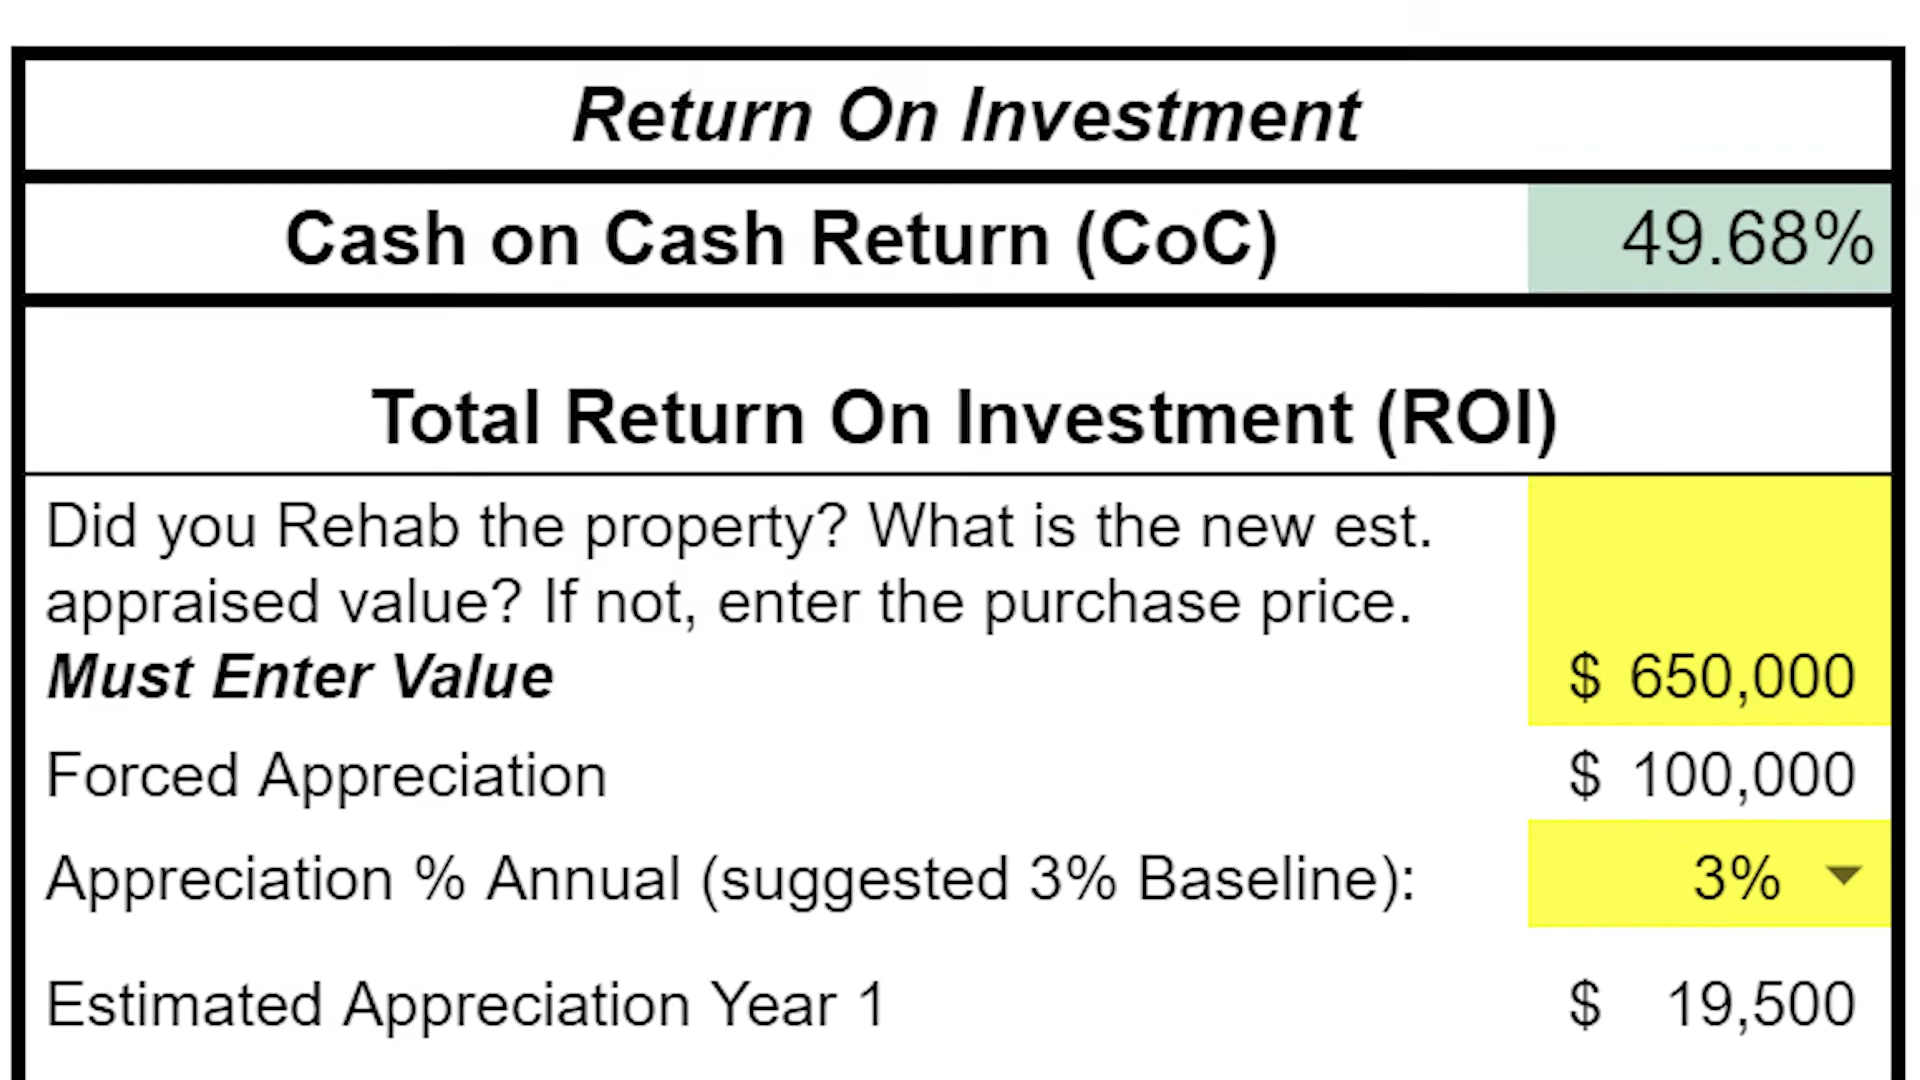 Return On Investment
Cash on Cash Return (CoC) 49.68%
Total Return On Investment (ROI)
Did you Rehab the property? What is the new est.
appraised value? If not, enter the purchase price.
Must Enter Value $ 650,000
Forced Appreciation $ 100,000
Appreciation % Annual (suggested 3% Baseline): 3%
Estimated Appreciation Year 1 $ 19,500